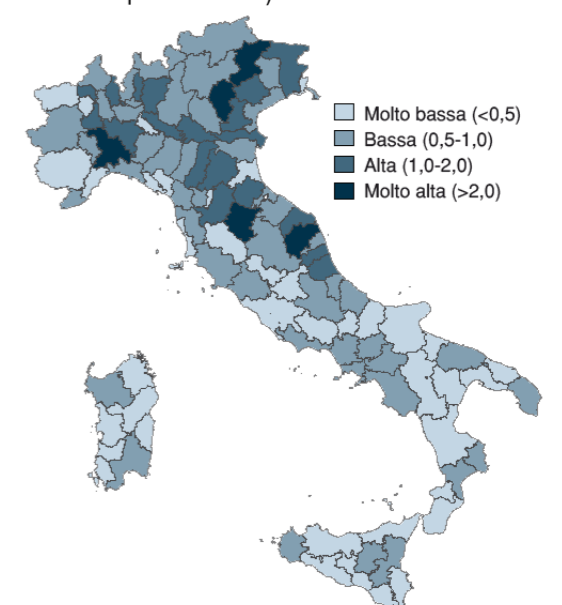 Molto bassa (<0,5)
Bassa (0,5-1,0)
Alta (1,0-2,0)
Molto alta (>2,0)